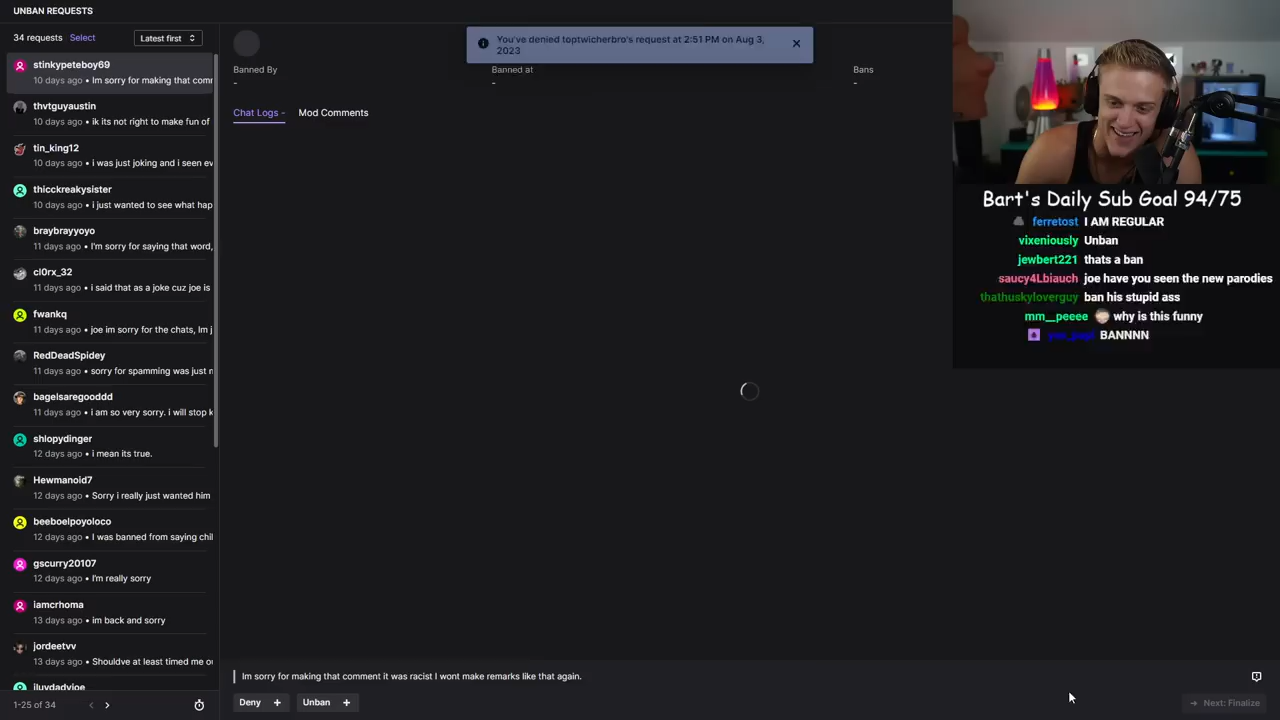 UNBAN REQUESTS
34 requests Select Latest first
stinkypeteboy69
10 days ago • Im sorry for making that comr
thvtguyaustin
10 days ago • ik its not right to make fun of
tin_king12
10 days ago • i was just joking and i seen ev
thicckreakysister
10 days ago • i just wanted to see what hap
braybrayyoyo
11 days ago • I'm sorry for saying that word,
cl0rx_32
11 days ago • i said that as a joke cuz joe is
fwankq
11 days ago • joe im sorry for the chats, Im j
RedDeadSpidey
11 days ago • sorry for spamming was just n
bagelsaregooddd
11 days ago • i am so very sorry. i will stop k
shlopydinger
12 days ago • i mean its true.
Hewmanoid7
12 days ago • Sorry i really just wanted him
beeboelpoyoloco
12 days ago • I was banned from saying chil
gscurry20107
12 days ago • I'm really sorry
iamcrhoma
13 days ago • im back and sorry
jordeetvv
13 days ago • Shouldve at least timed me o
1-25 of 34
You've denied toptwicherbro's request at 2:51 PM on Aug 3,
2023
Banned By Banned at Bans
- - -
Chat Logs - Mod Comments
Im sorry for making that comment it was racist I wont make remarks like that again.
Deny + Unban + Next: Finalize
Bart's Daily Sub Goal 94/75
ferretost I AM REGULAR
vixeniously Unban
jewbert221 thats a ban
saucy4Lbiauch joe have you seen the new parodies
thathuskyloverguy ban his stupid ass
mm__peeee why is this funny
BANNNN